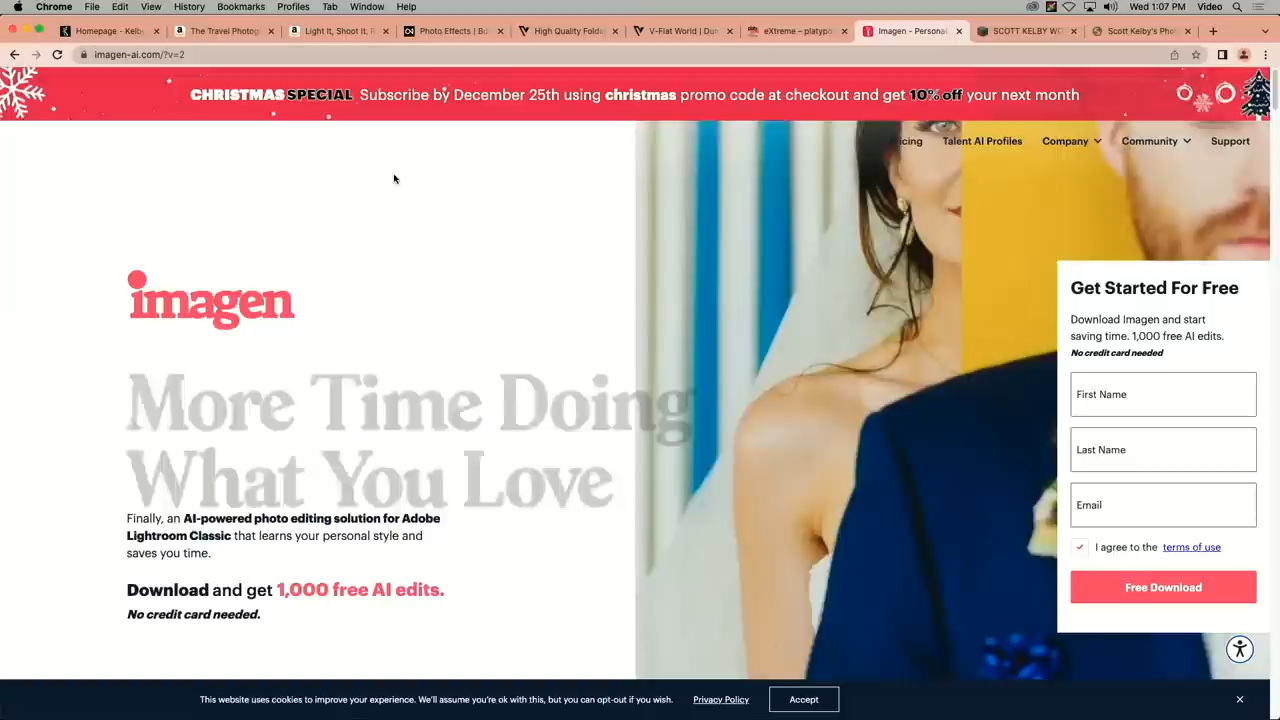 Chrome File Edit View History Bookmarks Profiles Tab Window Help Wed 1:07 PM Video
Homepage - Kelby The Travel Photog Light It, Shoot It, R Photo Effects | Bu High Quality Folda V-Flat World | Du eXtreme – platypo Imagen - Personal SCOTT KELBY WO Scott Kelby's Pho
imagen-ai.com/?v=2
CHRISTMAS SPECIAL Subscribe by December 25th using christmas promo code at checkout and get 10% off your next month
Pricing Talent AI Profiles Company Community Support
imagen
More Time Doing
What You Love
Finally, an AI-powered photo editing solution for Adobe
Lightroom Classic that learns your personal style and
saves you time.
Download and get 1,000 free AI edits.
No credit card needed.
Get Started For Free
Download Imagen and start
saving time. 1,000 free AI edits.
No credit card needed
First Name
Last Name
Email
I agree to the terms of use
Free Download
This website uses cookies to improve your experience. We'll assume you're ok with this, but you can opt-out if you wish. Privacy Policy Accept